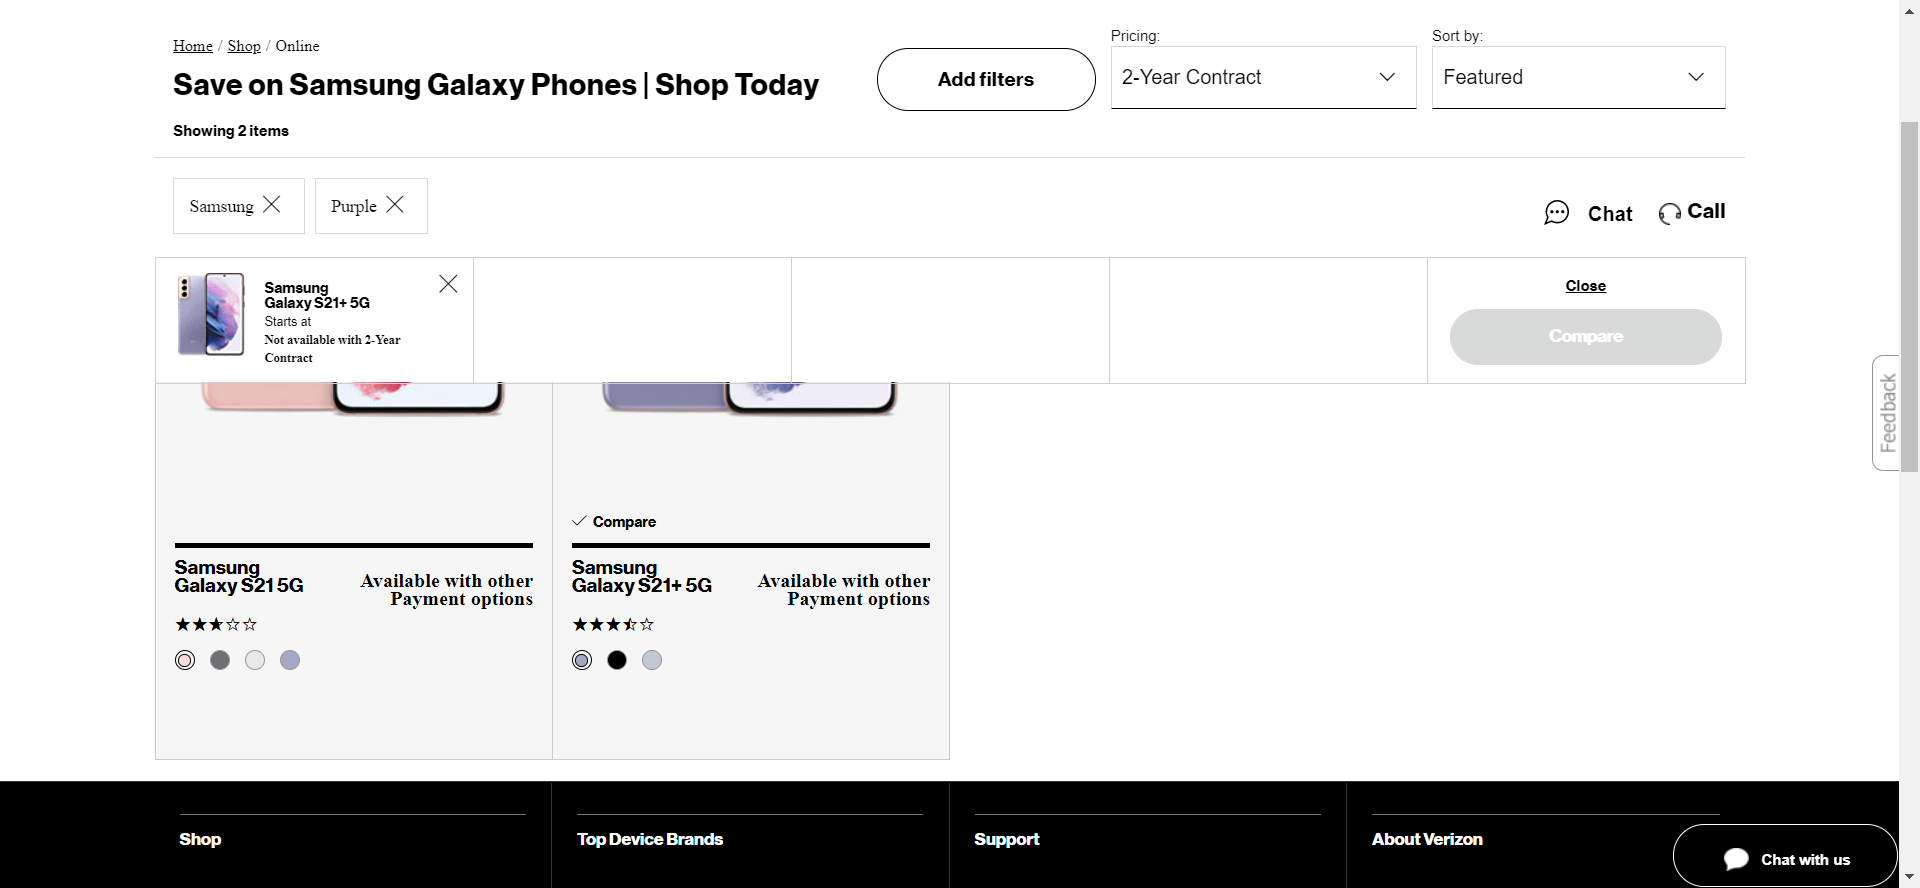 Home / Shop / Online
Save on Samsung Galaxy Phones | Shop Today
Showing 2 items
Add filters
Pricing:
2-Year Contract
Sort by:
Featured
Samsung
Purple
Chat
Call
Samsung
Galaxy S21+ 5G
Starts at
Not available with 2-Year
Contract
Close
Compare
Feedback
Compare
Samsung
Galaxy S21 5G
Available with other
Payment options
Samsung
Galaxy S21+ 5G
Available with other
Payment options
Shop
Top Device Brands
Support
About Verizon
Chat with us